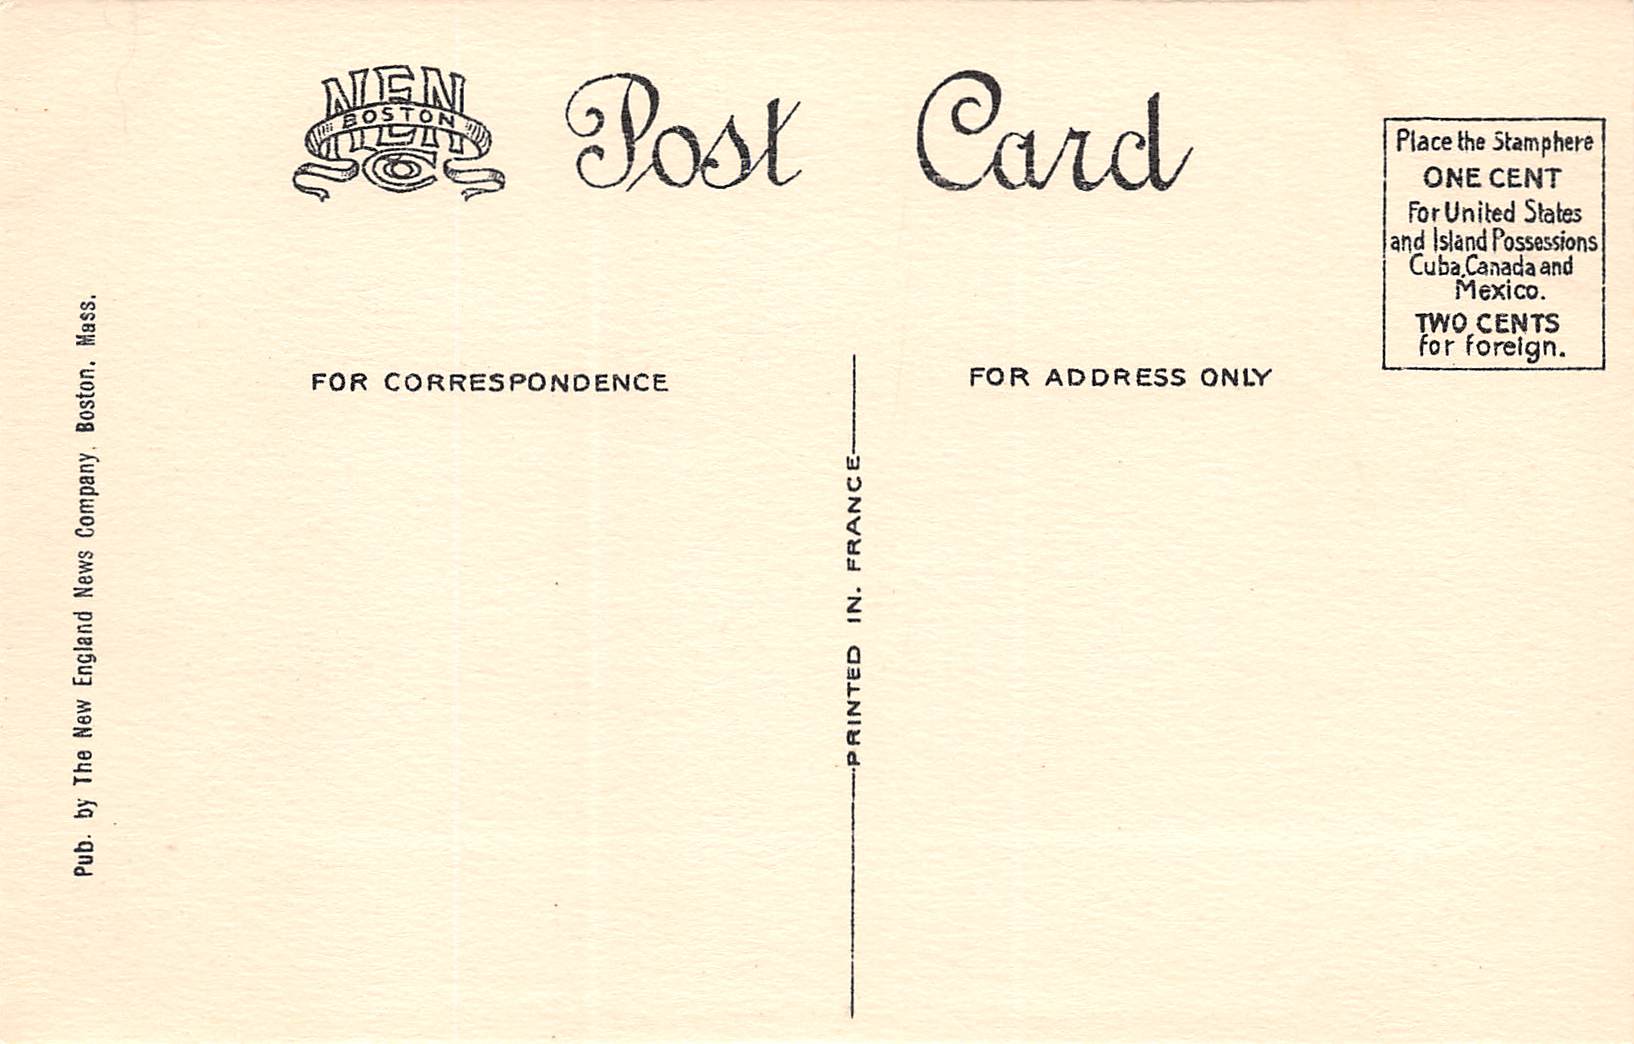 NEN
BOSTON
Co
Post Card
Place the Stamphere
ONE CENT
For United States
and Island Possessions
Cuba, Canada and
Mexico.
TWO CENTS
for foreign.
FOR CORRESPONDENCE
FOR ADDRESS ONLY
PRINTED IN. FRANCE
Pub. by The New England News Company, Boston, Mass.